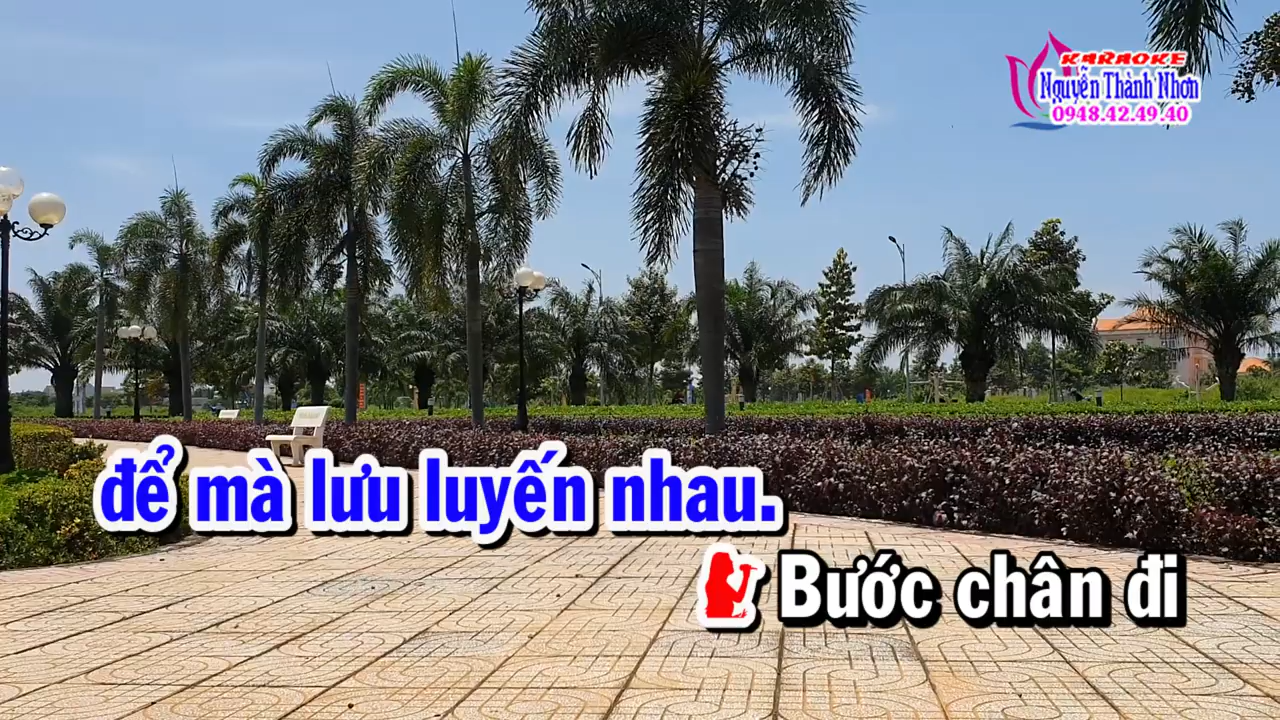 KARAOKE
Nguyễn Thành Nhơn
0948.42.49.40
để mà lưu luyến nhau.
Bước chân đi